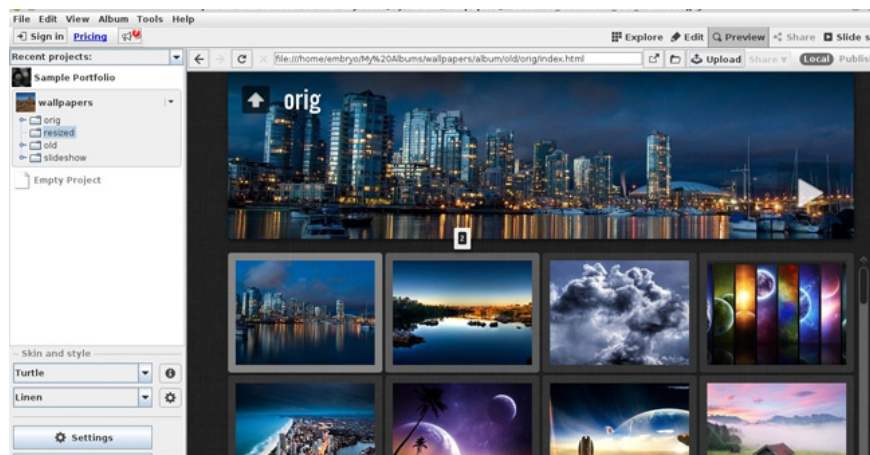 File Edit View Album Tools Help
Sign in Pricing Explore Edit Preview Share Slide s
Recent projects: file:///home/embryo/My%20Albums/wallpapers/album/old/orig/index.html Upload Share Local Publis
Sample Portfolio
wallpapers
orig
resized
old
slideshow
Empty Project
orig
2
Skin and style
Turtle
Linen
Settings